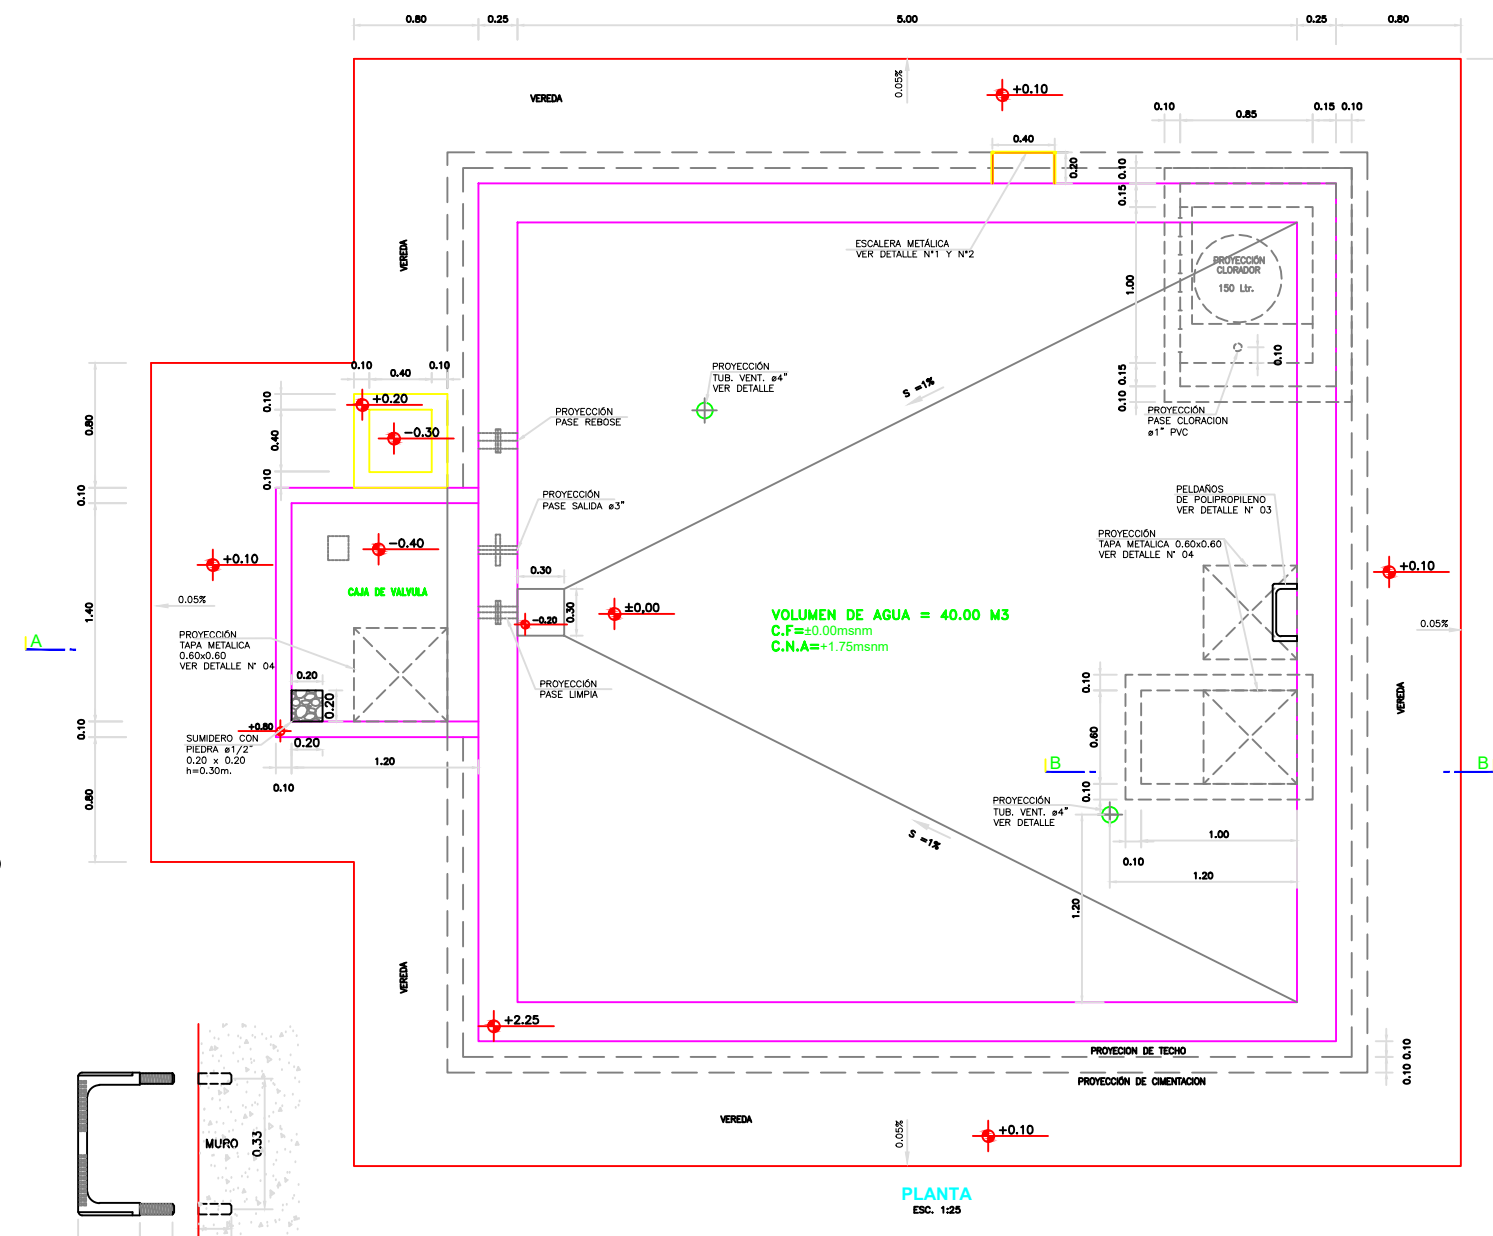 0.80 0.25 5.00 0.25 0.80
VEREDA
0.05%
+0.10
0.10 0.85 0.15 0.10
0.40
0.20
0.10
0.15
1.00
0.15
0.10
VEREDA
ESCALERA METÁLICA
VER DETALLE N°1 Y N°2
PROYECCIÓN
CLORADOR
150 Ltr.
0.10
PROYECCIÓN
PASE CLORACION
ø1" PVC
S =1%
PROYECCIÓN
TUB. VENT. ø4"
VER DETALLE
PROYECCIÓN
PASE REBOSE
0.10 0.40 0.10
+0.20
-0.30
0.10
0.40
0.10
0.80
0.10
1.40
0.10
0.80
PROYECCIÓN
PASE SALIDA ø3"
PELDAÑOS
DE POLIPROPILENO
VER DETALLE N° 03
PROYECCIÓN
TAPA METALICA 0.60x0.60
VER DETALLE N° 04
-0.40
+0.10
+0.10
CAJA DE VALVULA
0.30
0.30
-0.20
±0,00
0.05%
0.05%
VOLUMEN DE AGUA = 40.00 M3
C.F=±0.00msnm
C.N.A=+1.75msnm
A
PROYECCIÓN
TAPA METALICA
0.60x0.60
VER DETALLE N° 04
0.20
0.20
PROYECCIÓN
PASE LIMPIA
0.10
0.60
0.10
VEREDA
+0.80
SUMIDERO CON
PIEDRA ø1/2"
0.20 x 0.20
h=0.30m.
0.20
1.20
0.10
B
B
PROYECCIÓN
TUB. VENT. ø4"
VER DETALLE
1.00
0.10
1.20
1.20
S =1%
VEREDA
+2.25
PROYECION DE TECHO
PROYECCIÓN DE CIMENTACION
0.10
0.10
VEREDA
0.05%
+0.10
MURO
0.33
PLANTA
ESC. 1:25